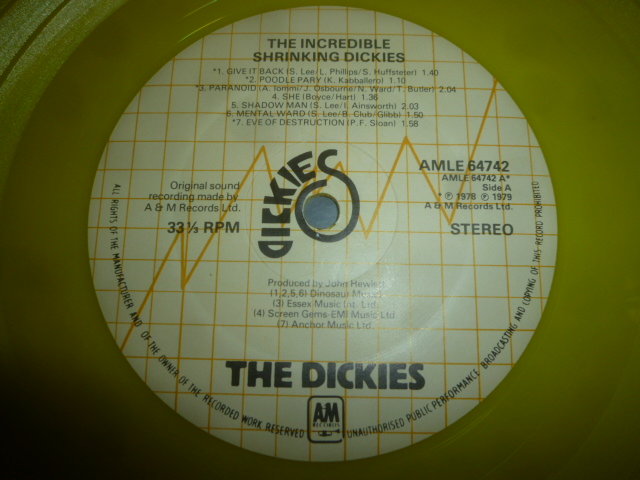 THE INCREDIBLE
SHRINKING DICKIES
*1. GIVE IT BACK (S. Lee/L. Phillips/S. Huffsteter) 1.40
*2. POODLE PARY (K. Kabballero) 1.10
*3. PARANOID (A. Iommi/J. Osbourne/N. Ward/T. Butler) 2.04
4. SHE (Boyce/Hart) 1.36
5. SHADOW MAN (S. Lee/I. Ainsworth) 2.03
6. MENTAL WARD (S. Lee/B. Club/Glibb) 1.50
*7. EVE OF DESTRUCTION (P.F. Sloan) 1.58
Original sound
recording made by
A & M Records Ltd.
33⅓ RPM
DICKIES
AMLE 64742
AMLE 64742 A*
Side A
* ℗ 1978 ℗ 1979
A & M Records Ltd.
STEREO
Produced by John Hewlett
(1,2,5,6) Dinosaur Music
(3) Essex Music Int. Ltd.
(4) Screen Gems-EMI Music Ltd
(7) Anchor Music Ltd.
THE DICKIES
A&M
RECORDS
ALL RIGHTS OF THE MANUFACTURER AND OF THE OWNER OF THE RECORDED WORK RESERVED
UNAUTHORISED PUBLIC PERFORMANCE BROADCASTING AND COPYING OF THIS RECORD PROHIBITED